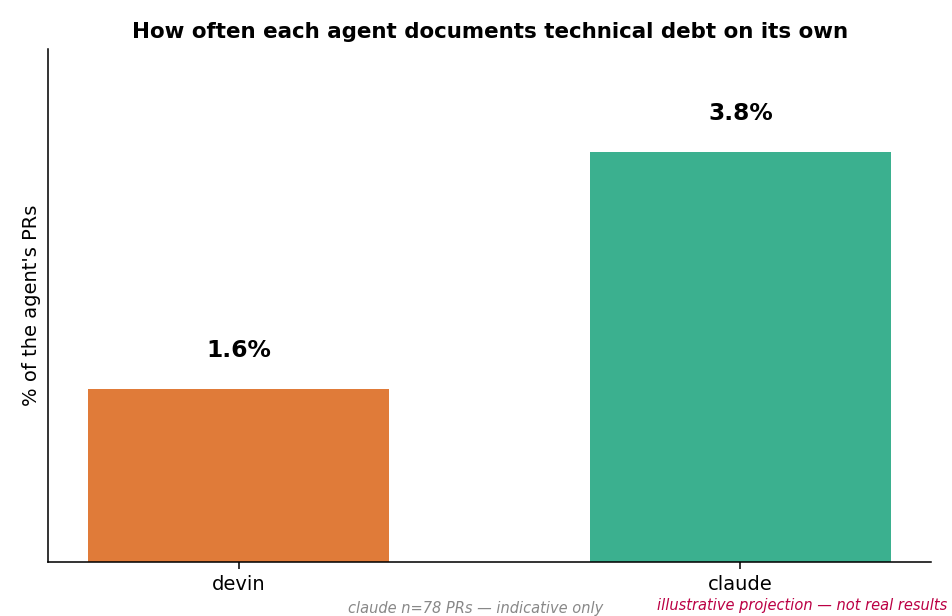 How often each agent documents technical debt on its own
3.8%
1.6%
% of the agent's PRs
devin
claude
claude n=78 PRs — indicative only
illustrative projection — not real results